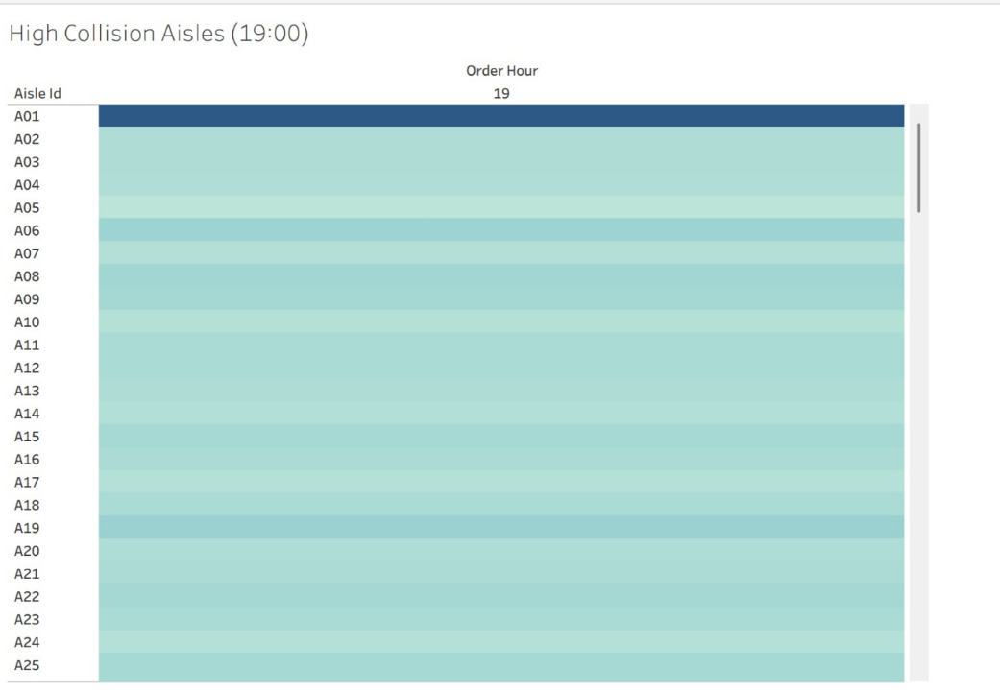 High Collision Aisles (19:00)
Order Hour
Aisle Id 19
A01
A02
A03
A04
A05
A06
A07
A08
A09
A10
A11
A12
A13
A14
A15
A16
A17
A18
A19
A20
A21
A22
A23
A24
A25